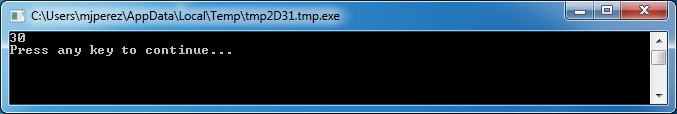 C:\Users\mjperez\AppData\Local\Temp\tmp2D31.tmp.exe
30
Press any key to continue...